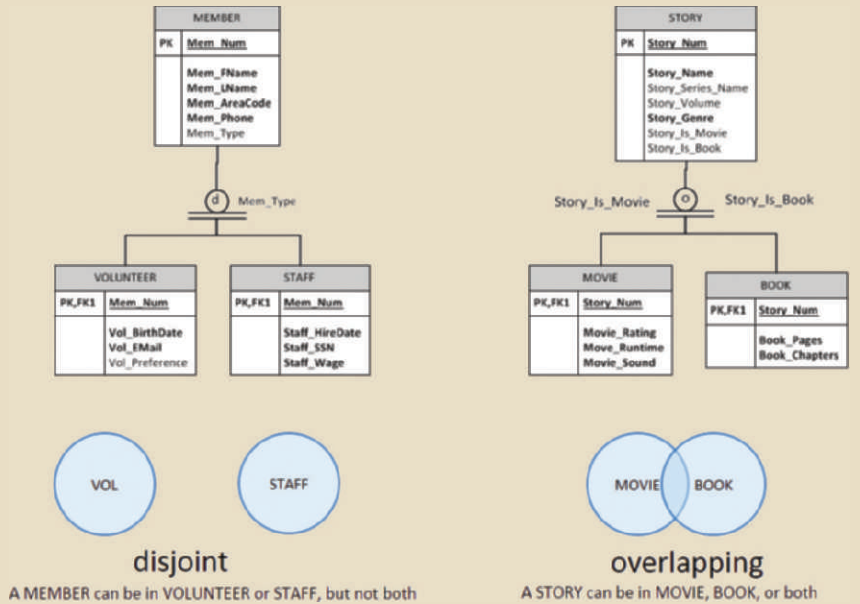 MEMBER
PK Mem_Num
Mem_FName
Mem_LName
Mem_AreaCode
Mem_Phone
Mem_Type
d Mem_Type
VOLUNTEER
PK,FK1 Mem_Num
Vol_BirthDate
Vol_EMail
Vol_Preference
STAFF
PK,FK1 Mem_Num
Staff_HireDate
Staff_SSN
Staff_Wage
VOL
STAFF
disjoint
A MEMBER can be in VOLUNTEER or STAFF, but not both
STORY
PK Story_Num
Story_Name
Story_Series_Name
Story_Volume
Story_Genre
Story_Is_Movie
Story_Is_Book
Story_Is_Movie o Story_Is_Book
MOVIE
PK,FK1 Story_Num
Movie_Rating
Move_Runtime
Movie_Sound
BOOK
PK,FK1 Story_Num
Book_Pages
Book_Chapters
MOVIE BOOK
overlapping
A STORY can be in MOVIE, BOOK, or both